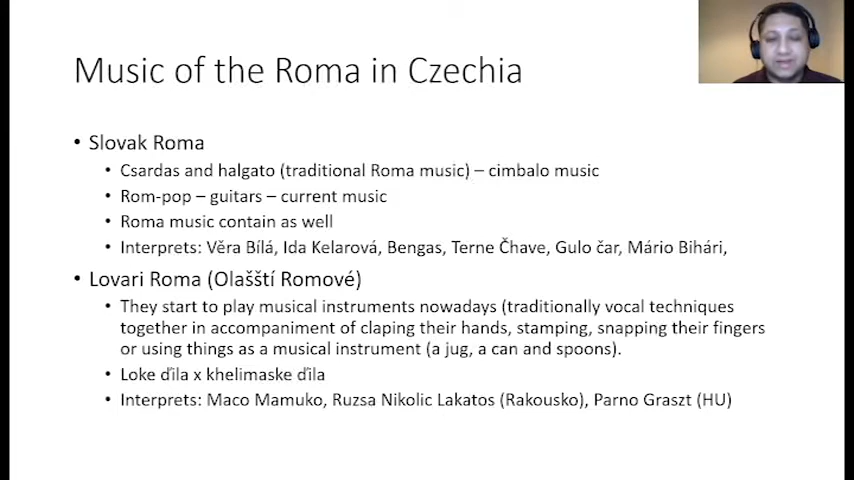 Music of the Roma in Czechia
• Slovak Roma
• Csardas and halgato (traditional Roma music) – cimbalo music
• Rom-pop – guitars – current music
• Roma music contain as well
• Interprets: Věra Bílá, Ida Kelarová, Bengas, Terne Čhave, Gulo čar, Mário Bihári,
• Lovari Roma (Olašští Romové)
• They start to play musical instruments nowadays (traditionally vocal techniques
together in accompaniment of claping their hands, stamping, snapping their fingers
or using things as a musical instrument (a jug, a can and spoons).
• Loke ďila x khelimaske ďila
• Interprets: Maco Mamuko, Ruzsa Nikolic Lakatos (Rakousko), Parno Graszt (HU)